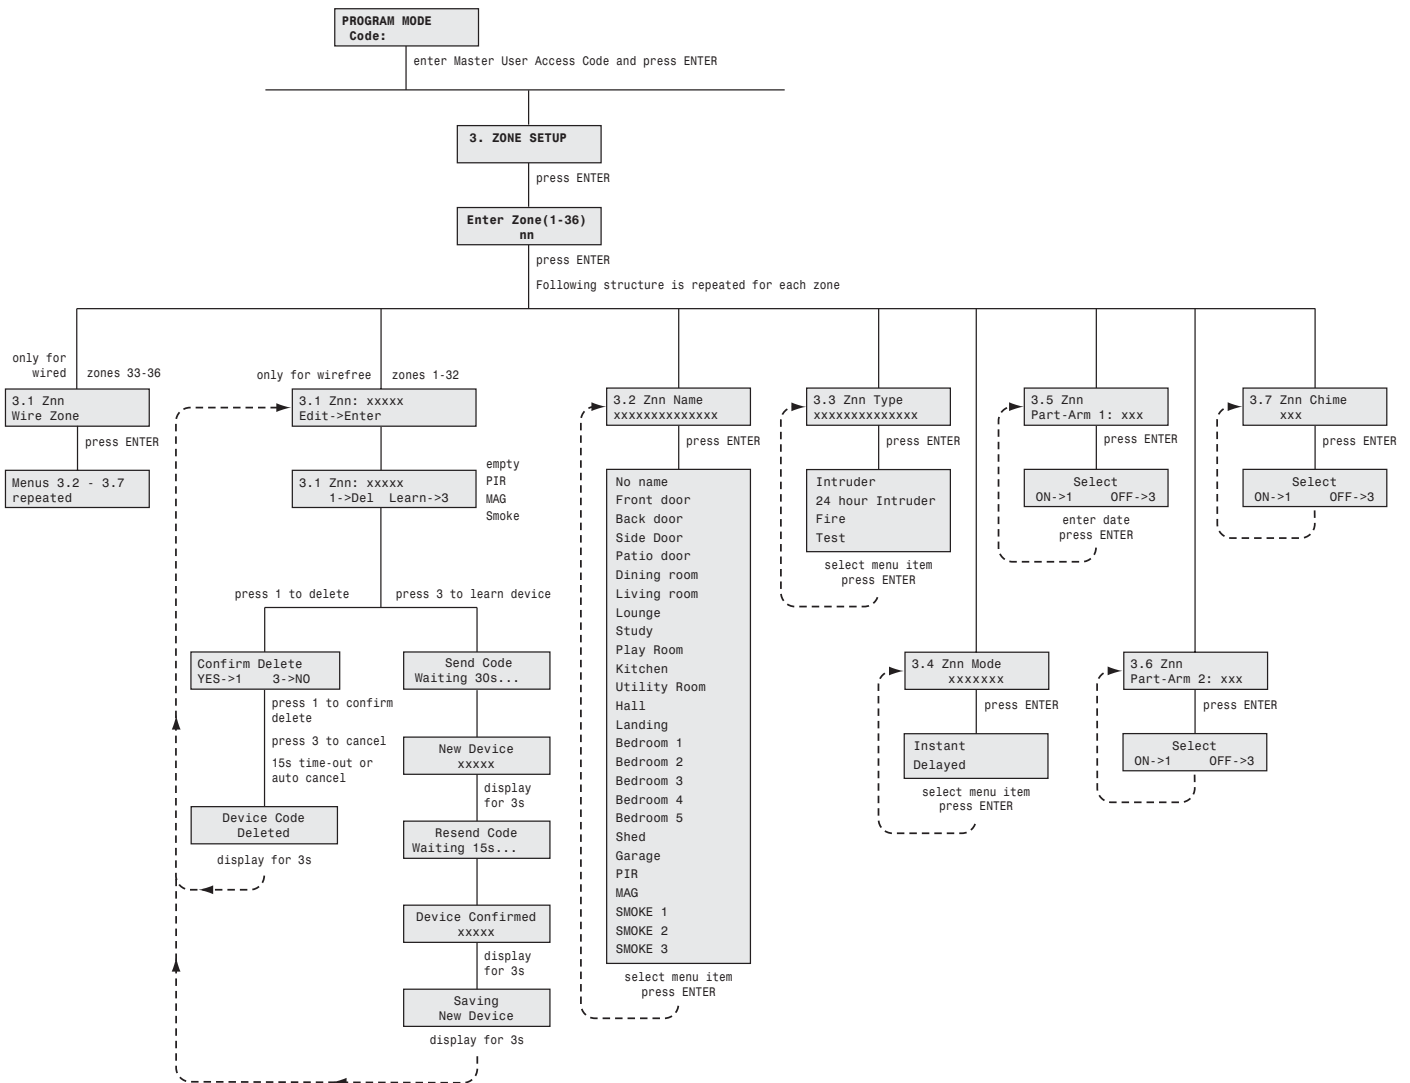 PROGRAM MODE
Code:
enter Master User Access Code and press ENTER
3. ZONE SETUP
press ENTER
Enter Zone(1-36)
nn
press ENTER
Following structure is repeated for each zone
only for
wired
zones 33-36
3.1 Znn
Wire Zone
press ENTER
Menus 3.2 - 3.7
repeated
only for wirefree
zones 1-32
3.1 Znn: xxxxx
Edit->Enter
3.1 Znn: xxxxx
1->Del Learn->3
empty
PIR
MAG
Smoke
press 1 to delete
press 3 to learn device
Confirm Delete
YES->1 3->NO
press 1 to confirm
delete
press 3 to cancel
15s time-out or
auto cancel
Device Code
Deleted
display for 3s
Send Code
Waiting 30s...
New Device
xxxxx
display
for 3s
Resend Code
Waiting 15s...
Device Confirmed
xxxxx
display
for 3s
Saving
New Device
display for 3s
3.2 Znn Name
xxxxxxxxxxxxxx
press ENTER
No name
Front door
Back door
Side Door
Patio door
Dining room
Living room
Lounge
Study
Play Room
Kitchen
Utility Room
Hall
Landing
Bedroom 1
Bedroom 2
Bedroom 3
Bedroom 4
Bedroom 5
Shed
Garage
PIR
MAG
SMOKE 1
SMOKE 2
SMOKE 3
select menu item
press ENTER
3.3 Znn Type
xxxxxxxxxxxxxx
press ENTER
Intruder
24 hour Intruder
Fire
Test
select menu item
press ENTER
3.4 Znn Mode
xxxxxxx
press ENTER
Instant
Delayed
select menu item
press ENTER
3.5 Znn
Part-Arm 1: xxx
press ENTER
Select
ON->1 OFF->3
enter date
press ENTER
3.6 Znn
Part-Arm 2: xxx
press ENTER
Select
ON->1 OFF->3
3.7 Znn Chime
xxx
press ENTER
Select
ON->1 OFF->3